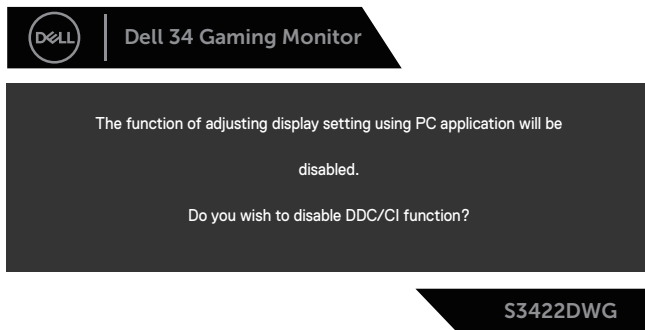 DELL
Dell 34 Gaming Monitor
The function of adjusting display setting using PC application will be
disabled.
Do you wish to disable DDC/CI function?
S3422DWG